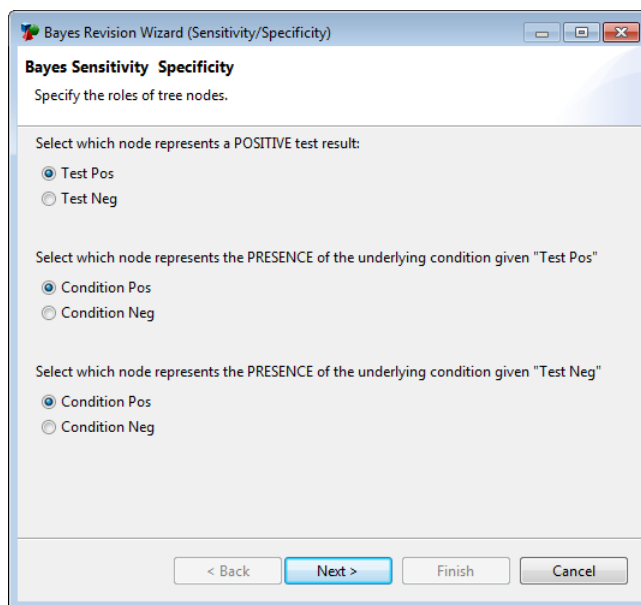 Bayes Revision Wizard (Sensitivity/Specificity)
Bayes Sensitivity Specificity
Specify the roles of tree nodes.
Select which node represents a POSITIVE test result:
Test Pos
Test Neg
Select which node represents the PRESENCE of the underlying condition given "Test Pos"
Condition Pos
Condition Neg
Select which node represents the PRESENCE of the underlying condition given "Test Neg"
Condition Pos
Condition Neg
< Back Next > Finish Cancel